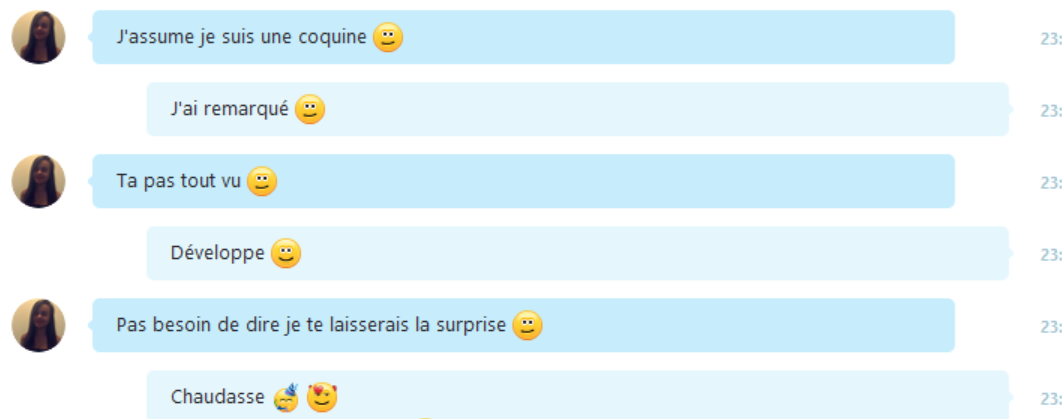 J'assume je suis une coquine
23:
J'ai remarqué
23:
Ta pas tout vu
23:
Développe
23:
Pas besoin de dire je te laisserais la surprise
23:
Chaudasse
23: